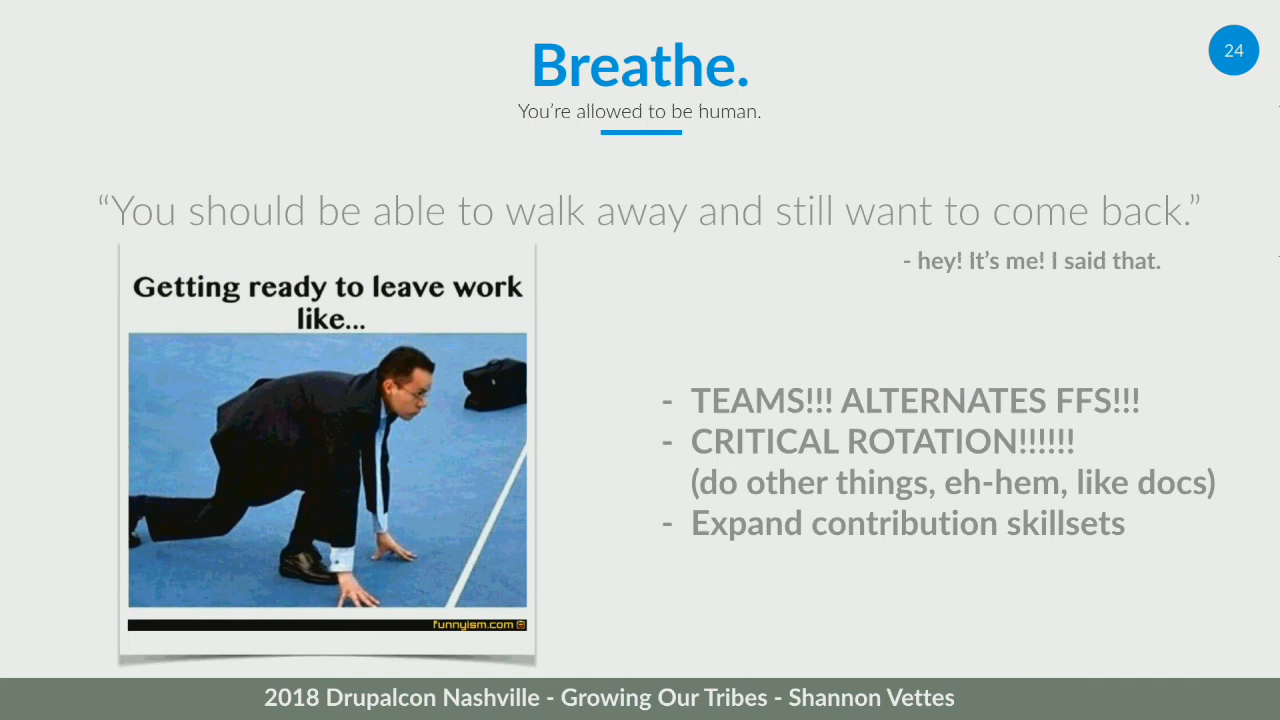 Breathe.
24
You're allowed to be human.
“You should be able to walk away and still want to come back.”
- hey! It's me! I said that.
Getting ready to leave work
like...
funnyism.com
- TEAMS!!! ALTERNATES FFS!!!
- CRITICAL ROTATION!!!!!!
(do other things, eh-hem, like docs)
- Expand contribution skillsets
2018 Drupalcon Nashville - Growing Our Tribes - Shannon Vettes